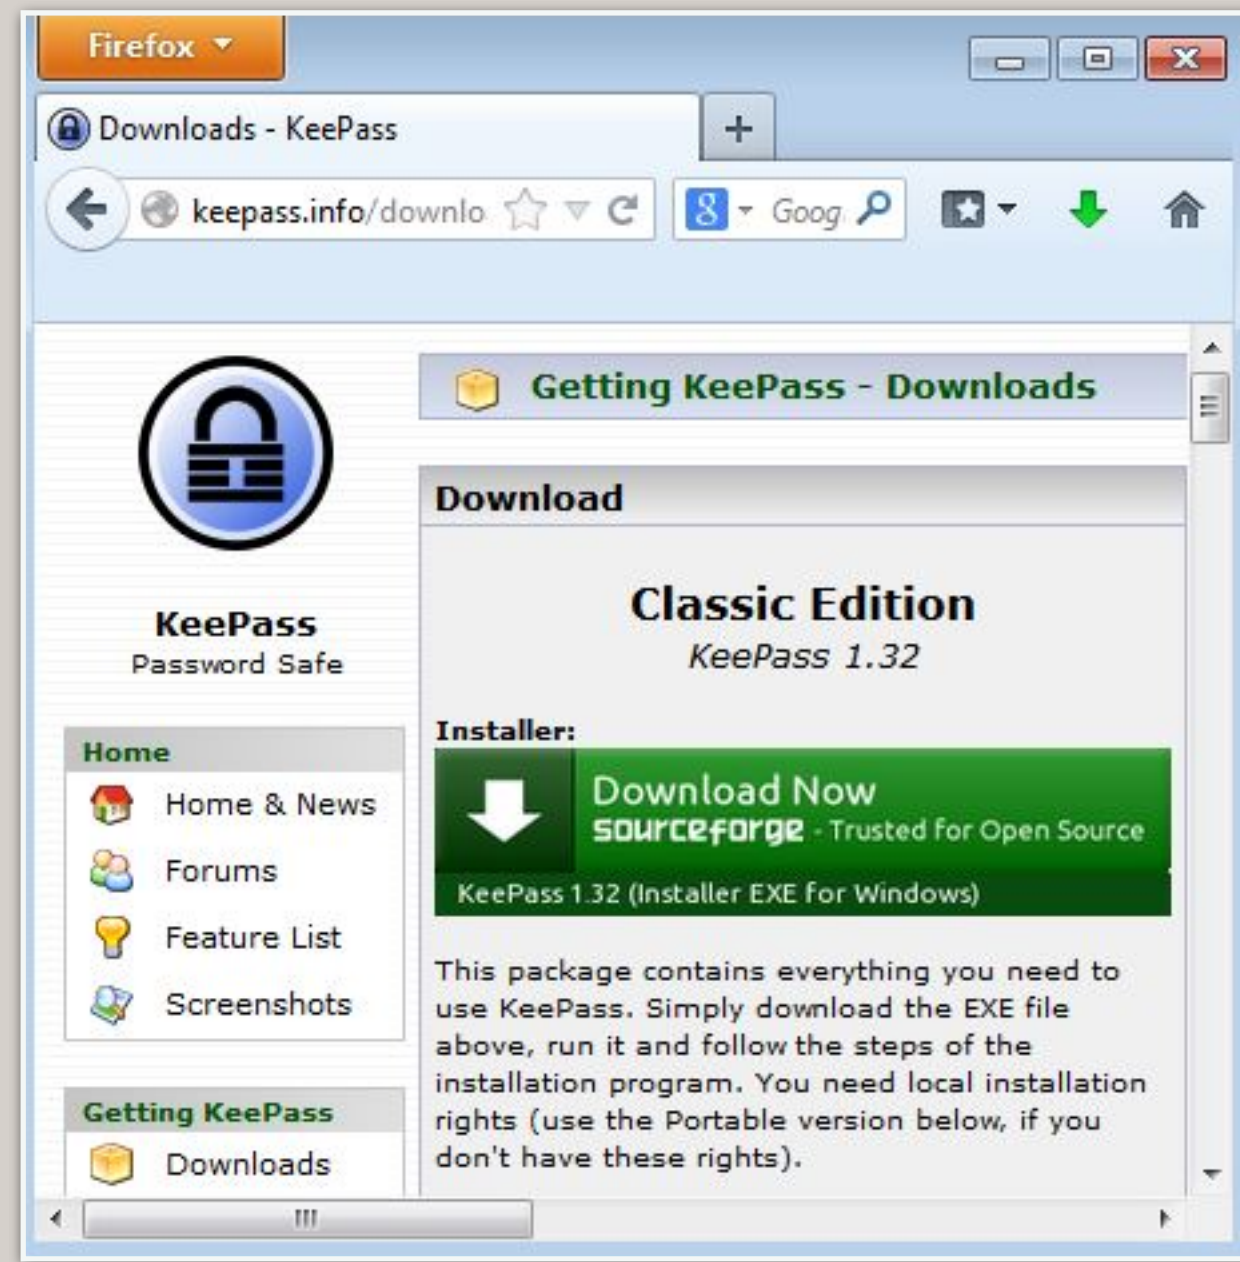 Firefox
Downloads - KeePass
keepass.info/downlo
Goog
KeePass
Password Safe
Home
Home & News
Forums
Feature List
Screenshots
Getting KeePass
Downloads
Getting KeePass - Downloads
Download
Classic Edition
KeePass 1.32
Installer:
Download Now
sourceforge - Trusted for Open Source
KeePass 1.32 (Installer EXE for Windows)
This package contains everything you need to
use KeePass. Simply download the EXE file
above, run it and follow the steps of the
installation program. You need local installation
rights (use the Portable version below, if you
don't have these rights).